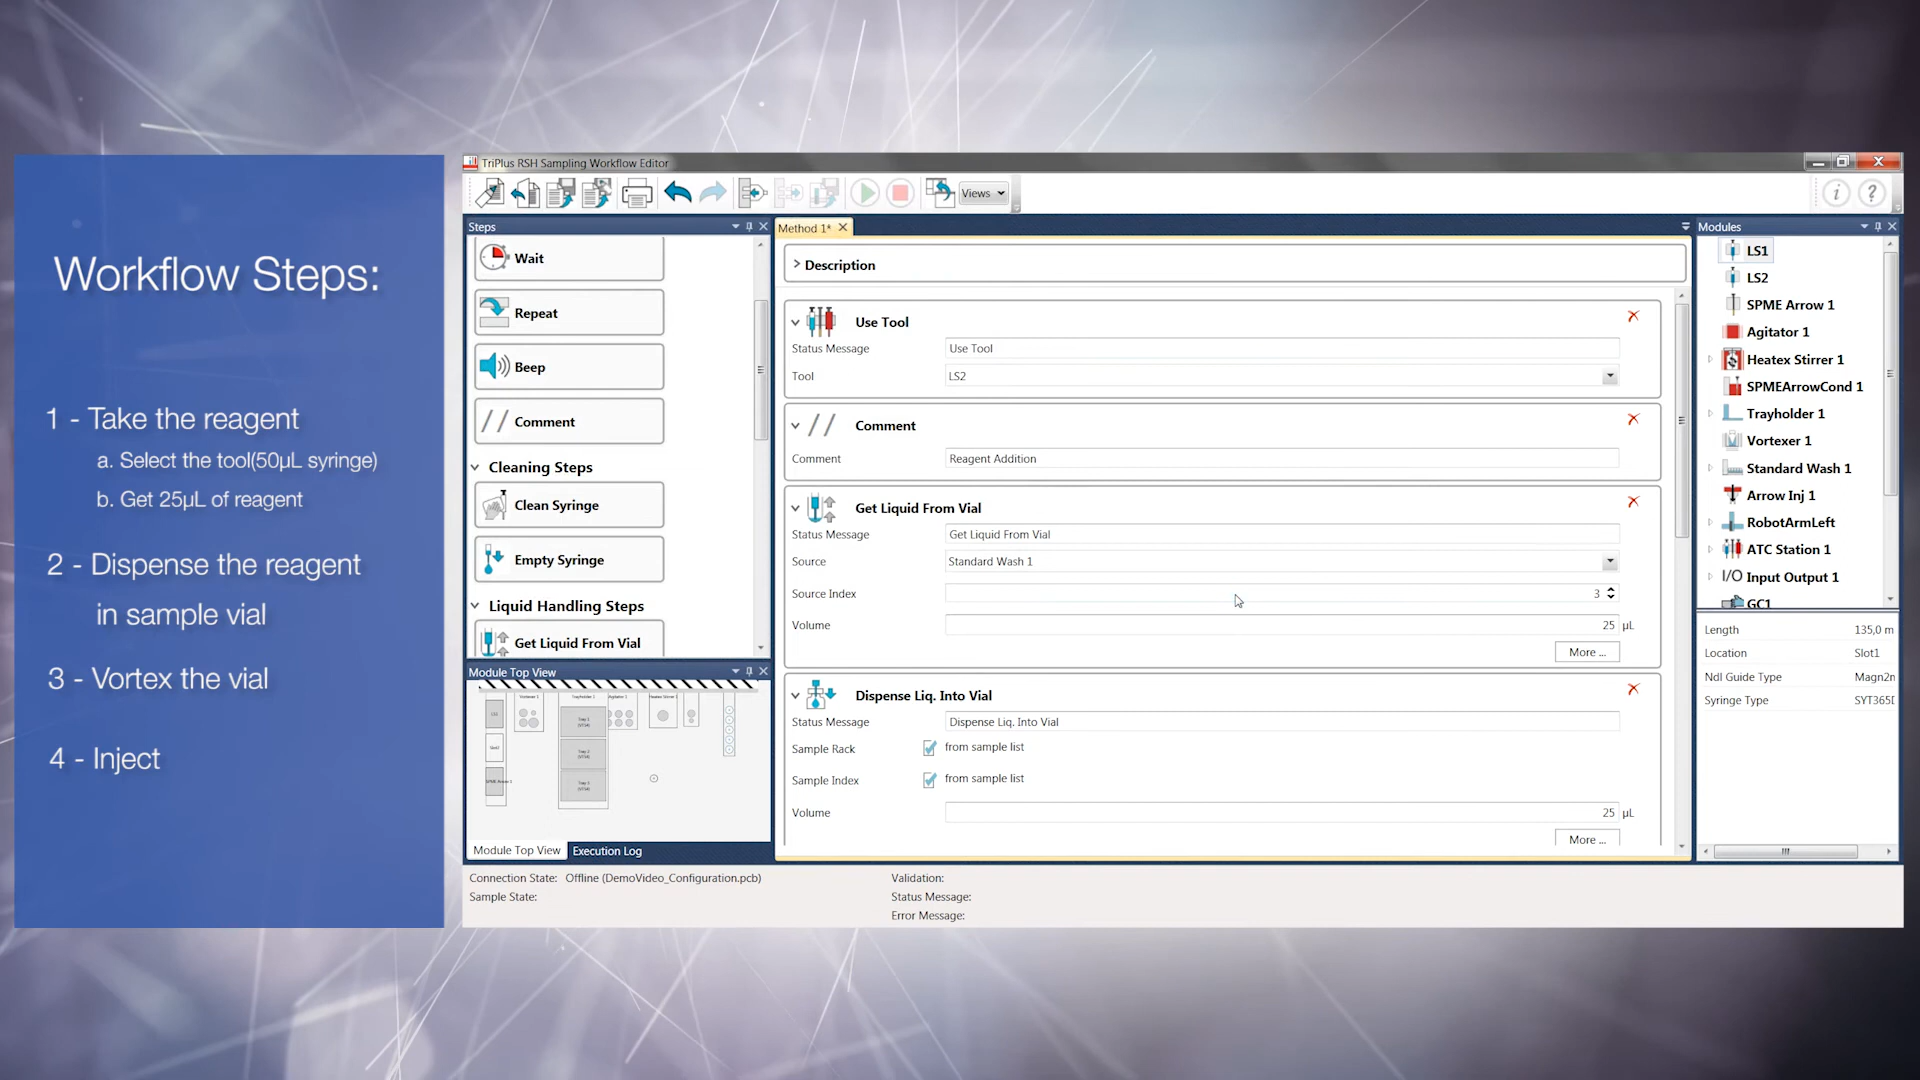 Workflow Steps:
1 - Take the reagent
a. Select the tool(50µL syringe)
b. Get 25µL of reagent
2 - Dispense the reagent
in sample vial
3 - Vortex the vial
4 - Inject
TriPlus RSH Sampling Workflow Editor
Views
Steps
Wait
Repeat
Beep
Comment
Cleaning Steps
Clean Syringe
Empty Syringe
Liquid Handling Steps
Get Liquid From Vial
Module Top View
Module Top View Execution Log
Method 1*
Description
Use Tool
Status Message Use Tool
Tool LS2
Comment
Comment Reagent Addition
Get Liquid From Vial
Status Message Get Liquid From Vial
Source Standard Wash 1
Source Index 3
Volume 25 µL
More ...
Dispense Liq. Into Vial
Status Message Dispense Liq. Into Vial
Sample Rack from sample list
Sample Index from sample list
Volume 25 µL
More ...
Modules
LS1
LS2
SPME Arrow 1
Agitator 1
Heatex Stirrer 1
SPMEArrowCond 1
Trayholder 1
Vortexer 1
Standard Wash 1
Arrow Inj 1
RobotArmLeft
ATC Station 1
I/O Input Output 1
GC1
Length 135,0 m
Location Slot1
Ndl Guide Type Magn2n
Syringe Type SYT365D
Connection State: Offline (DemoVideo_Configuration.pcb)
Sample State:
Validation:
Status Message:
Error Message: